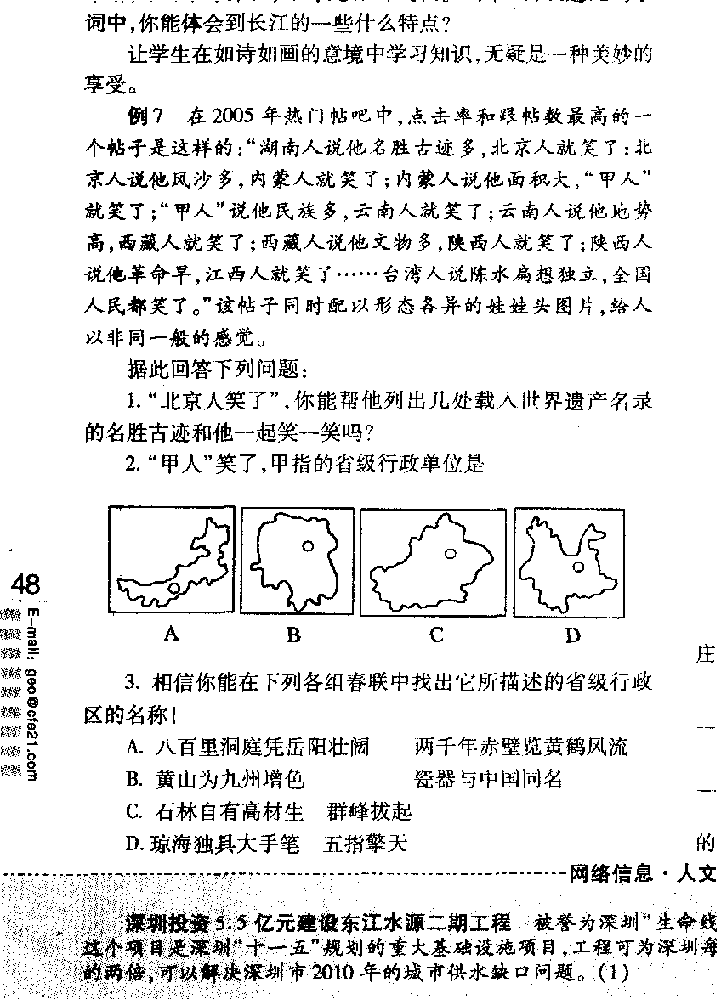 词中,你能体会到长江的一些什么特点?
让学生在如诗如画的意境中学习知识,无疑是一种美妙的
享受。
例7 在2005年热门帖吧中,点击率和跟帖数最高的一
个帖子是这样的:“湖南人说他名胜古迹多,北京人就笑了;北
京人说他风沙多,内蒙人就笑了;内蒙人说他面积大,“甲人”
就笑了;“甲人”说他民族多,云南人就笑了;云南人说他地势
高,西藏人就笑了;西藏人说他文物多,陕西人就笑了;陕西人
说他革命早,江西人就笑了……台湾人说陈水扁想独立,全国
人民都笑了。”该帖子同时配以形态各异的娃娃头图片,给人
以非同一般的感觉。
据此回答下列问题:
1.“北京人笑了”,你能帮他列出几处载入世界遗产名录
的名胜古迹和他一起笑一笑吗?
2.“甲人”笑了,甲指的省级行政单位是
A B C D
3. 相信你能在下列各组春联中找出它所描述的省级行政
区的名称!
A. 八百里洞庭凭岳阳壮阔 两千年赤壁览黄鹤风流
B. 黄山为九州增色 瓷器与中国同名
C. 石林自有高材生 群峰拔起
D.琼海独具大手笔 五指擎天
48
E-mail: geo@cfe21.com
庄
的
网络信息·人文
深圳投资5.5亿元建设东江水源二期工程 被誉为深圳“生命线
这个项目是深圳“十一五”规划的重大基础设施项目,工程可为深圳每
的两倍,可以解决深圳市2010年的城市供水缺口问题。(1)